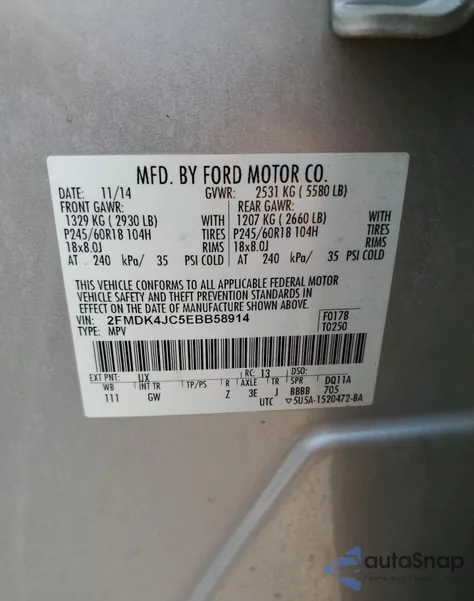 MFD. BY FORD MOTOR CO.
DATE: 11/14 GVWR: 2531 KG ( 5580 LB)
FRONT GAWR: REAR GAWR:
1329 KG ( 2930 LB) WITH 1207 KG ( 2660 LB) WITH
P245/60R18 104H TIRES P245/60R18 104H TIRES
18x8.0J RIMS 18x8.0J RIMS
AT 240 kPa/ 35 PSI COLD AT 240 kPa/ 35 PSI COLD
THIS VEHICLE CONFORMS TO ALL APPLICABLE FEDERAL MOTOR
VEHICLE SAFETY AND THEFT PREVENTION STANDARDS IN
EFFECT ON THE DATE OF MANUFACTURE SHOWN ABOVE.
VIN: 2FMDK4JC5EBB58914 F0178
TYPE: MPV T0250
EXT PNT: UX RC: 13 DSO:
WB INT TR TP/PS R AXLE TR SPR DQ11A
111 GW Z 3E J BBBB 705
UTC ▽5U5A-1520472-BA
autoSnap